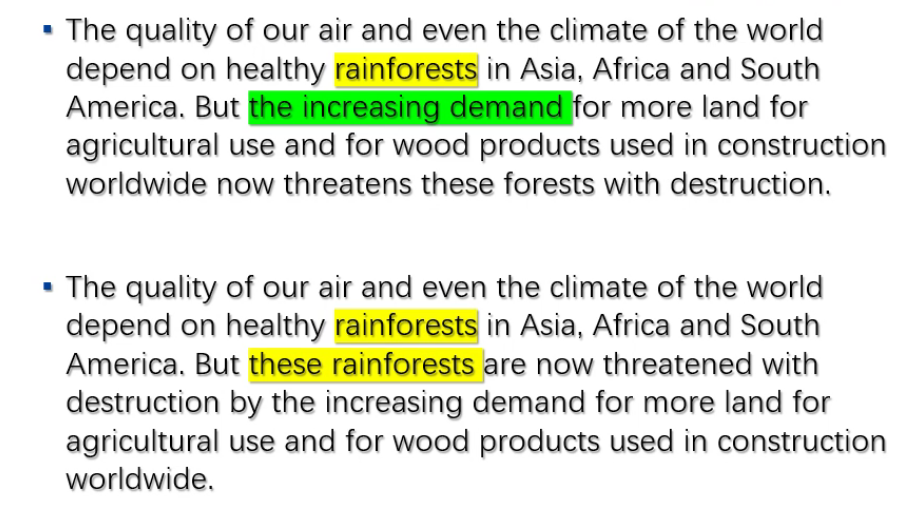 The quality of our air and even the climate of the world
depend on healthy rainforests in Asia, Africa and South
America. But the increasing demand for more land for
agricultural use and for wood products used in construction
worldwide now threatens these forests with destruction.
The quality of our air and even the climate of the world
depend on healthy rainforests in Asia, Africa and South
America. But these rainforests are now threatened with
destruction by the increasing demand for more land for
agricultural use and for wood products used in construction
worldwide.